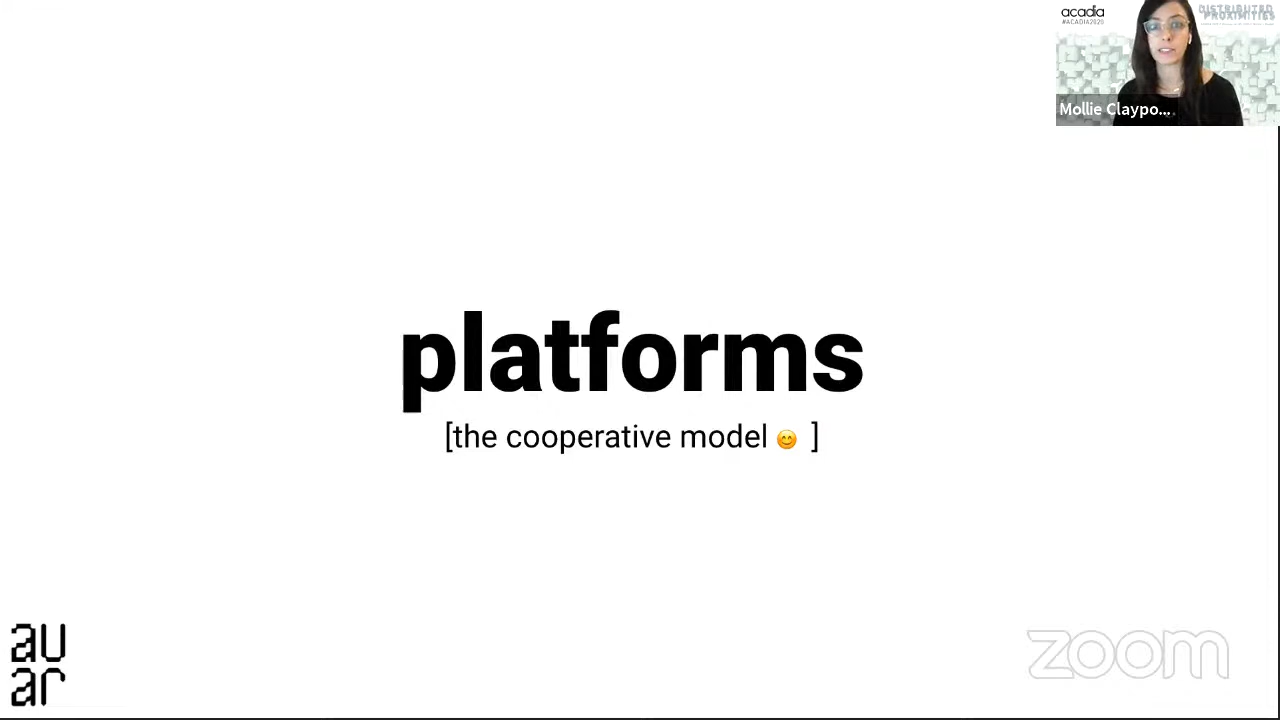 acadia
#ACADIA2020
DISTRIBUTED
PROXIMITIES
Mollie Claypo...
platforms
[the cooperative model 😊 ]
au
ar
zoom